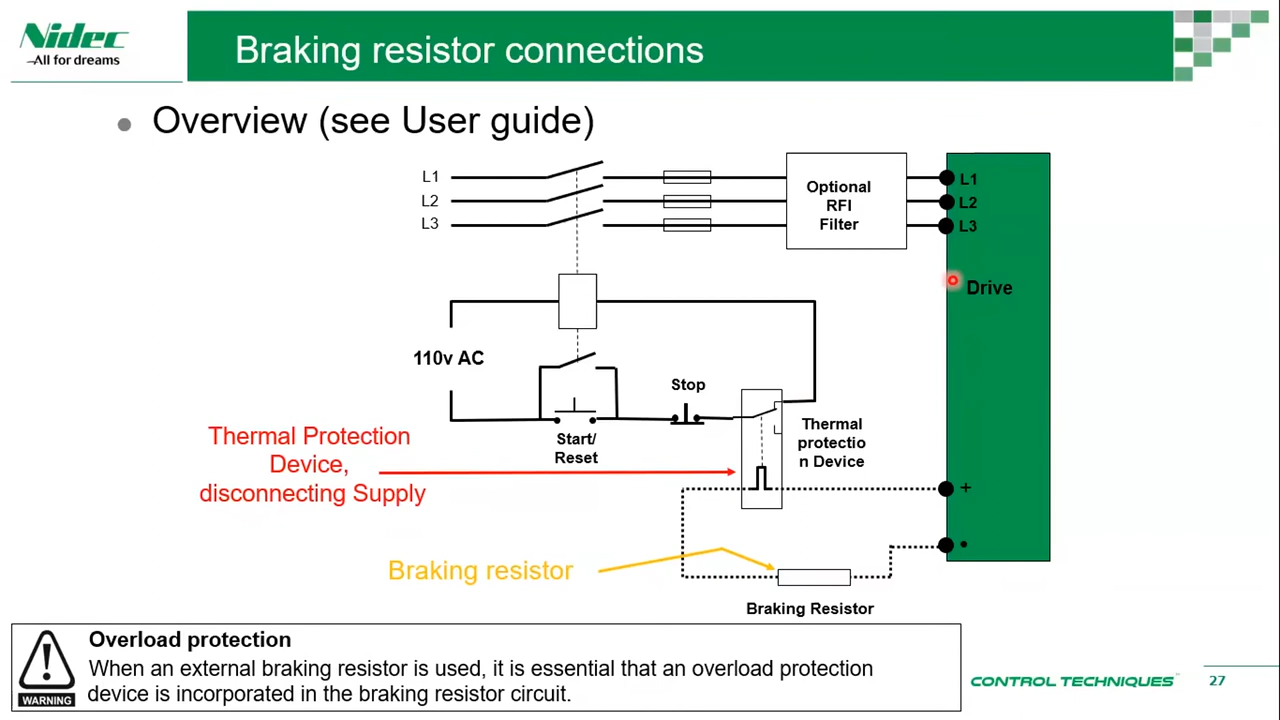 Nidec
All for dreams
Braking resistor connections
Overview (see User guide)
L1
L2
L3
Optional
RFI
Filter
L1
L2
L3
Drive
110v AC
Stop
Start/
Reset
Thermal
protectio
n Device
Thermal Protection
Device,
disconnecting Supply
+
Braking resistor
Braking Resistor
WARNING
Overload protection
When an external braking resistor is used, it is essential that an overload protection
device is incorporated in the braking resistor circuit.
CONTROL TECHNIQUES™
27